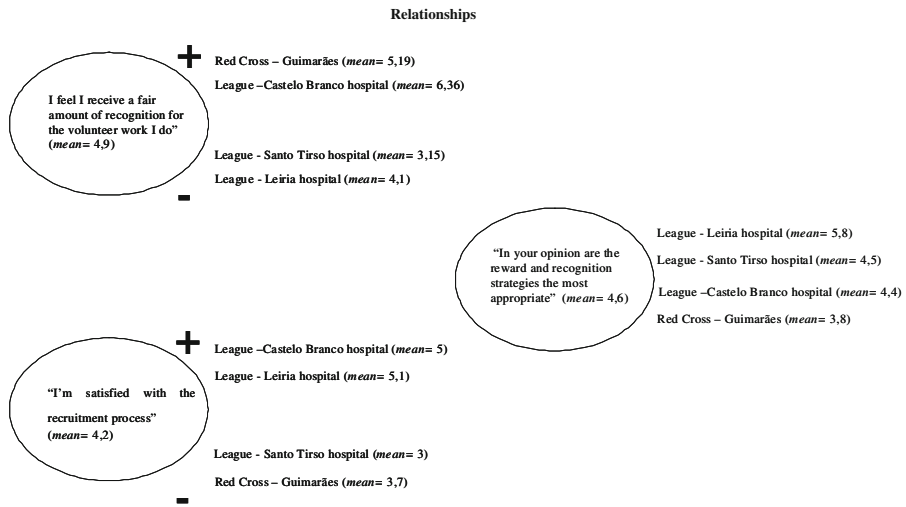 Relationships
+
Red Cross – Guimarães (mean= 5,19)
League –Castelo Branco hospital (mean= 6,36)
I feel I receive a fair
amount of recognition for
the volunteer work I do”
(mean= 4,9)
League - Santo Tirso hospital (mean= 3,15)
League - Leiria hospital (mean= 4,1)
-
“In your opinion are the
reward and recognition
strategies the most
appropriate” (mean= 4,6)
League - Leiria hospital (mean= 5,8)
League - Santo Tirso hospital (mean= 4,5)
League –Castelo Branco hospital (mean= 4,4)
Red Cross – Guimarães (mean= 3,8)
+
League –Castelo Branco hospital (mean= 5)
League - Leiria hospital (mean= 5,1)
“I’m satisfied with the
recruitment process”
(mean= 4,2)
League - Santo Tirso hospital (mean= 3)
Red Cross – Guimarães (mean= 3,7)
-